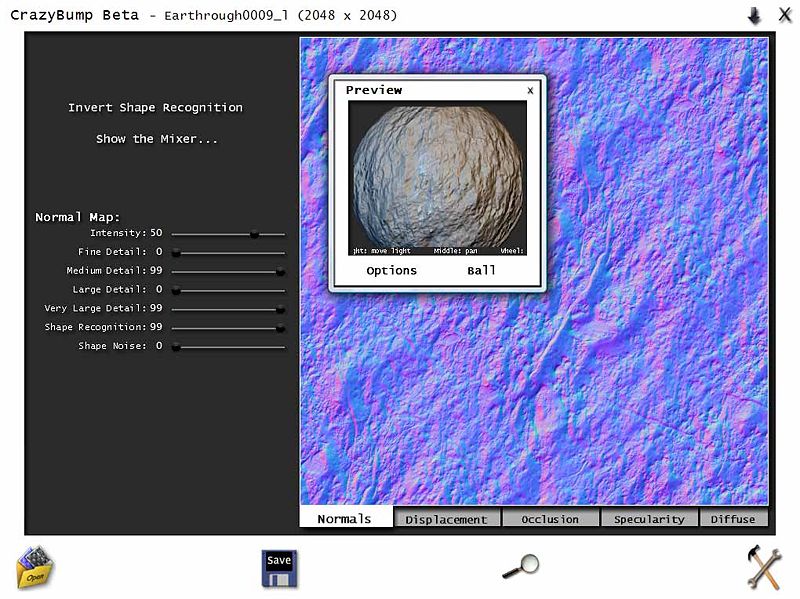 CrazyBump Beta - Earthrough0009_l (2048 x 2048)
X
Invert Shape Recognition
Show the Mixer...
Normal Map:
Intensity: 50
Fine Detail: 0
Medium Detail: 99
Large Detail: 0
Very Large Detail: 99
Shape Recognition: 99
Shape Noise: 0
Preview x
ght: move light Middle: pan Wheel:
Options Ball
Normals Displacement Occlusion Specularity Diffuse
Open Save